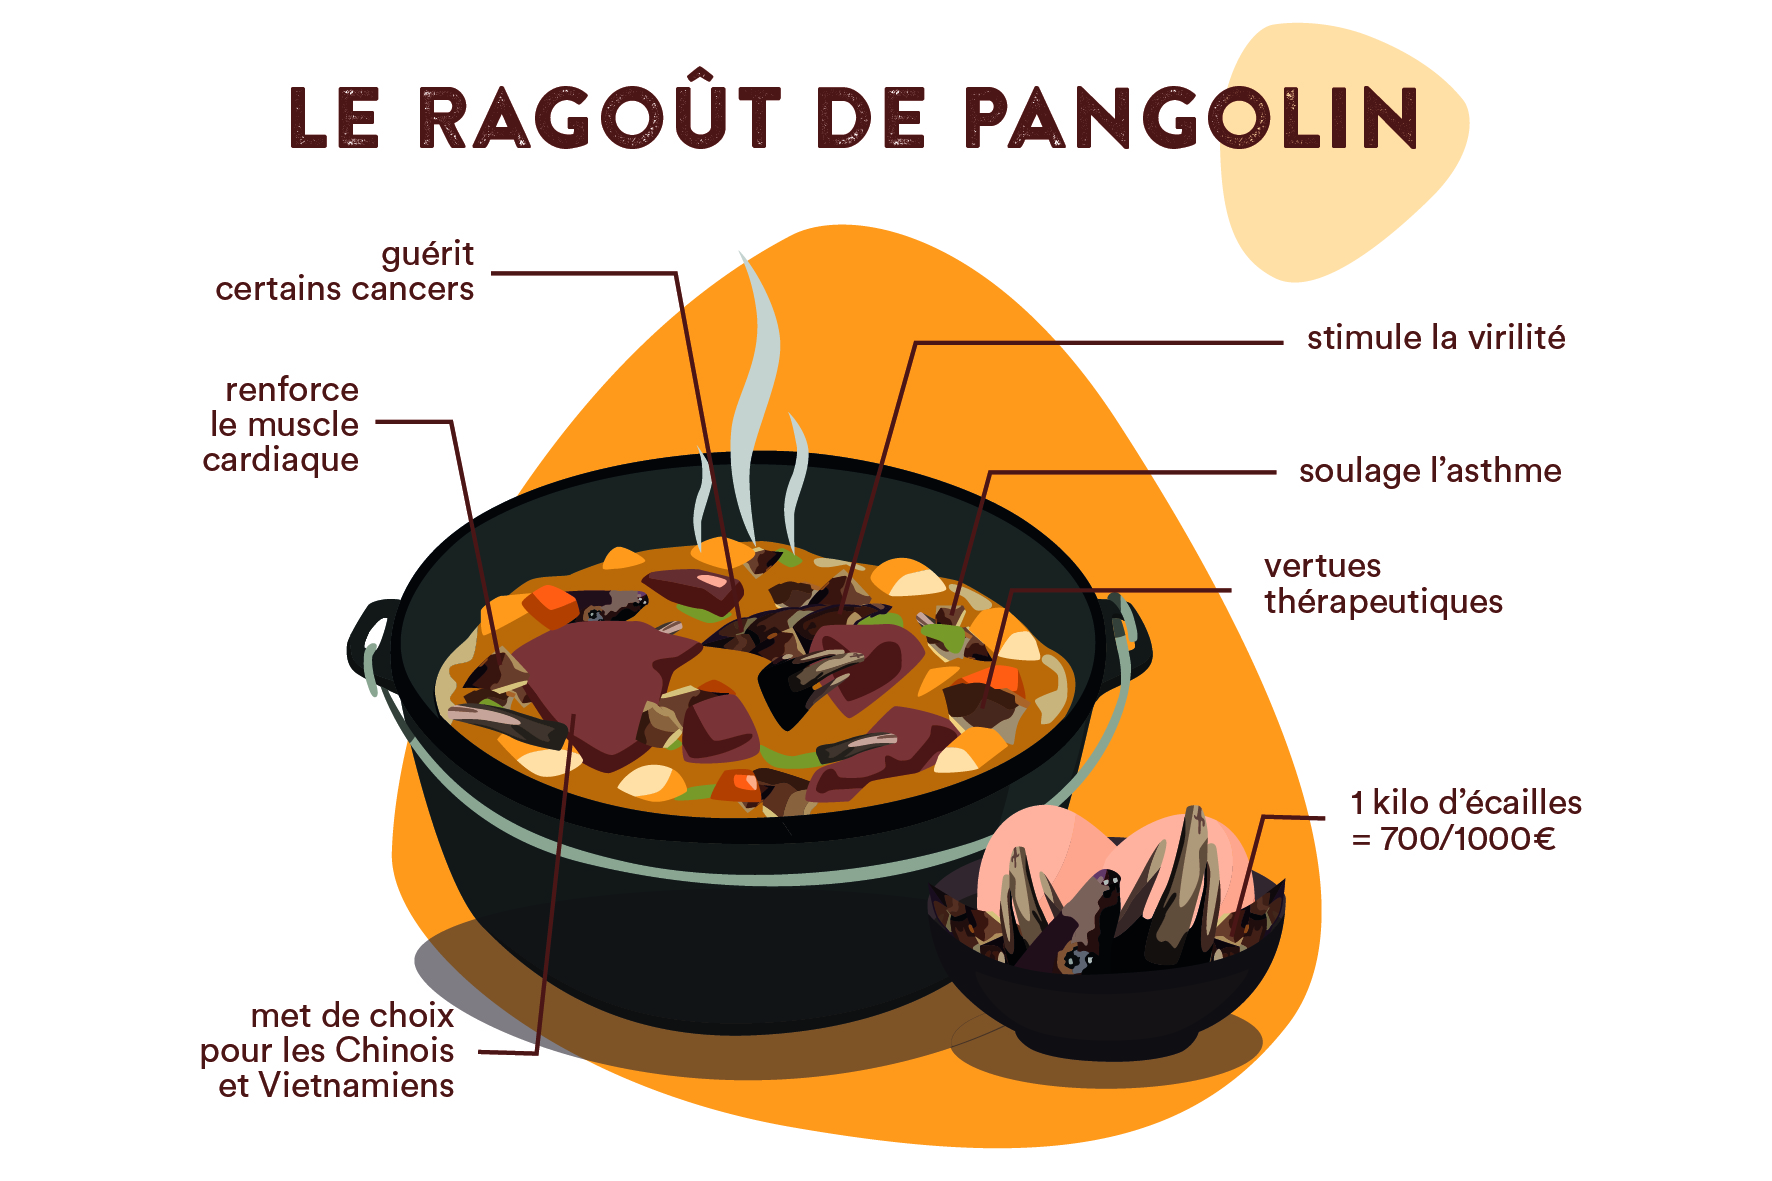 LE RAGOÛT DE PANGOLIN
guérit
certains cancers
stimule la virilité
renforce
le muscle
cardiaque
soulage l’asthme
vertues
thérapeutiques
1 kilo d’écailles
= 700/1000€
met de choix
pour les Chinois
et Vietnamiens